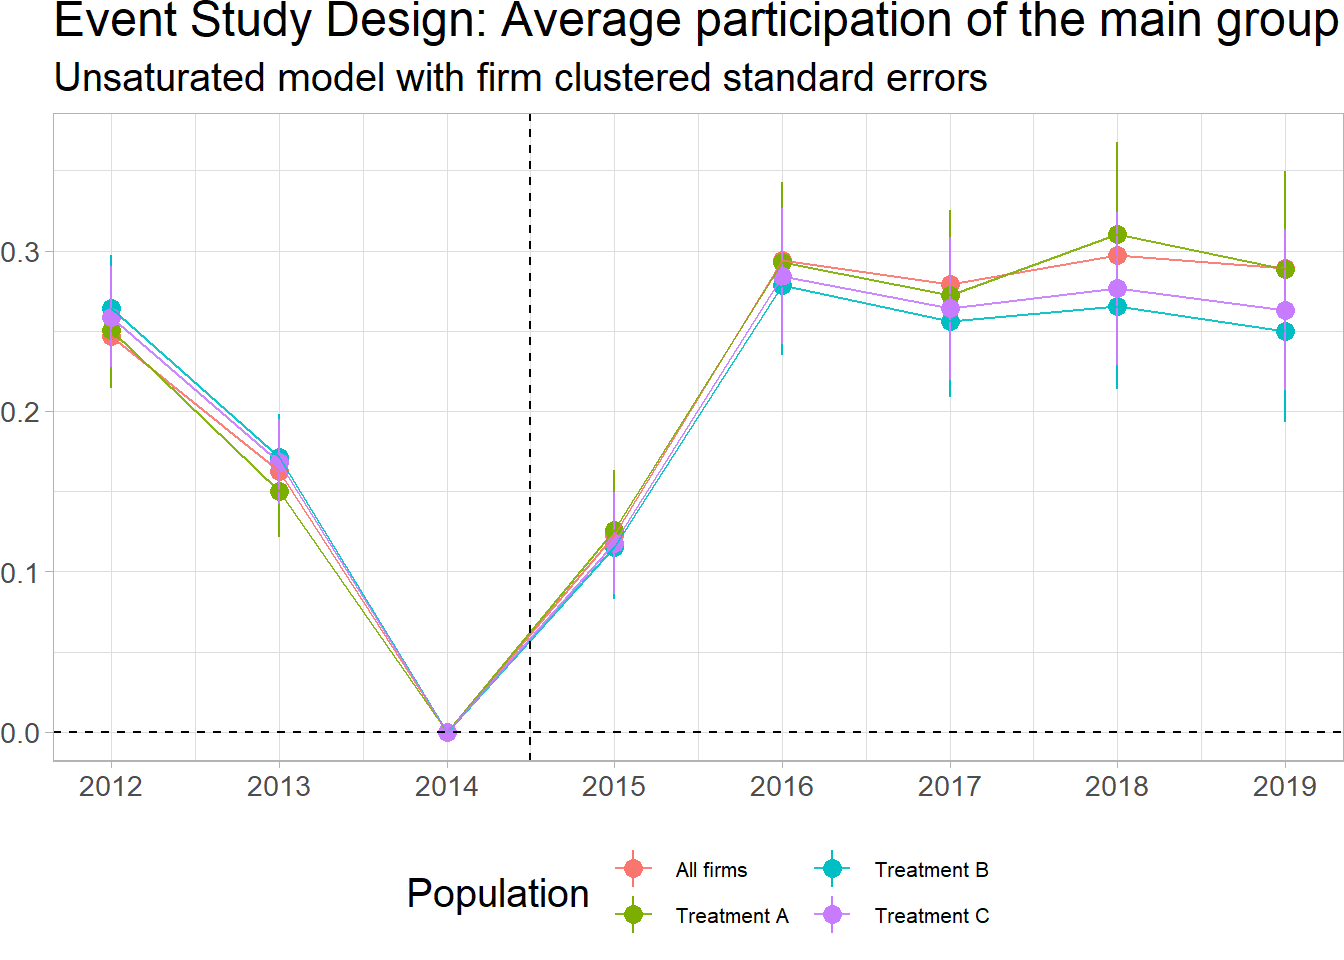 Event Study Design: Average participation of the main group
Unsaturated model with firm clustered standard errors
0.3
0.2
0.1
0.0
2012 2013 2014 2015 2016 2017 2018 2019
Population
All firms
Treatment B
Treatment A
Treatment C